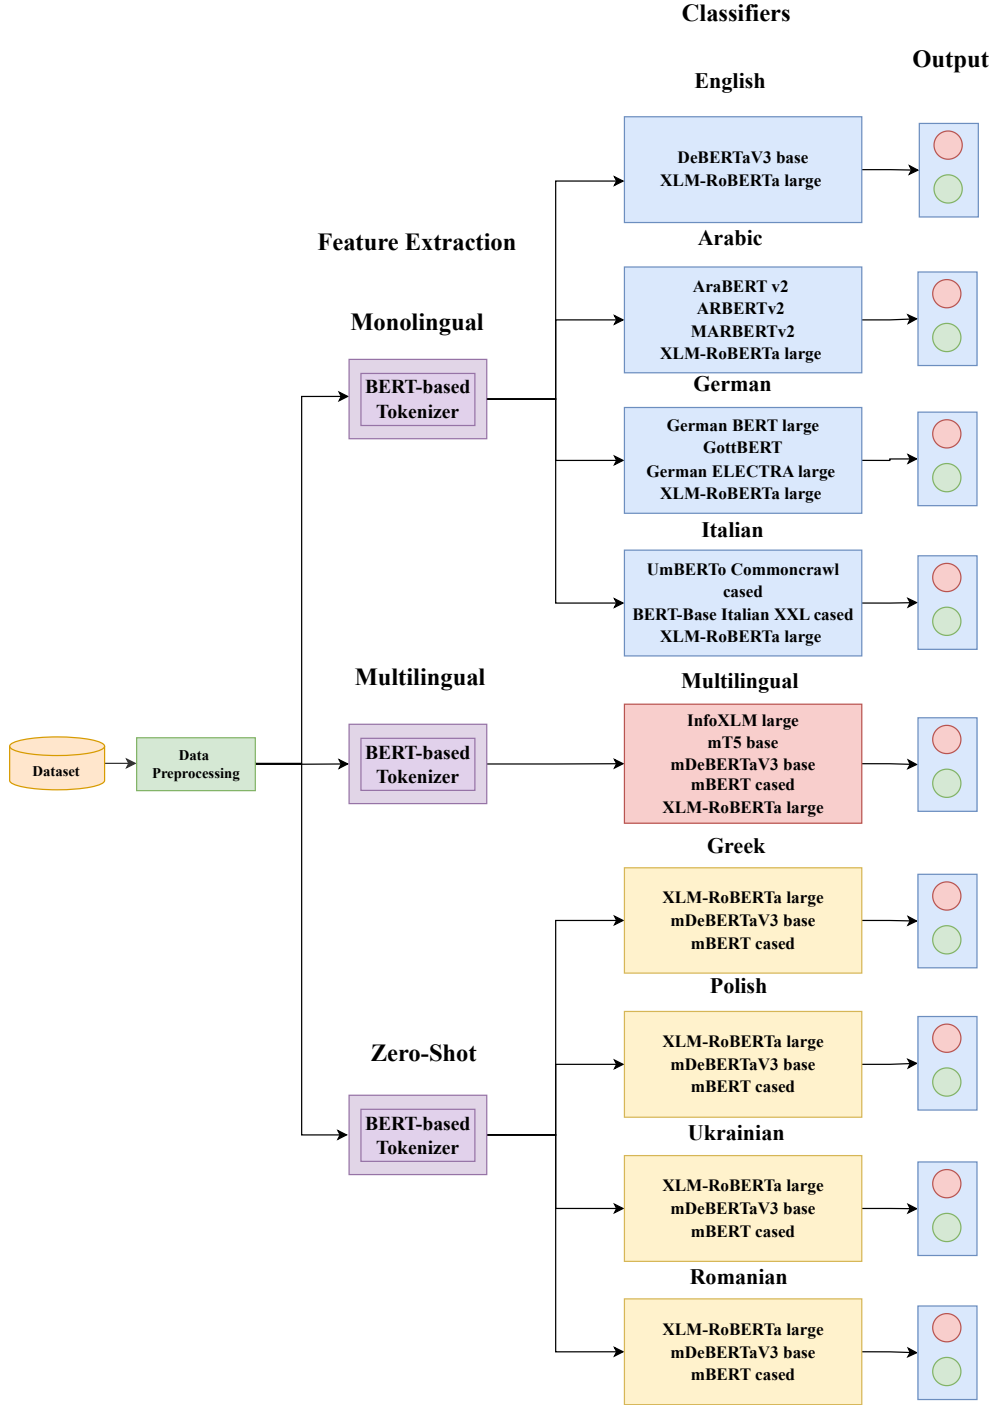 Classifiers
Output
English
DeBERTaV3 base
XLM-RoBERTa large
Feature Extraction
Arabic
AraBERT v2
ARBERTv2
MARBERTv2
XLM-RoBERTa large
Monolingual
BERT-based
Tokenizer
German
German BERT large
GottBERT
German ELECTRA large
XLM-RoBERTa large
Italian
UmBERTo Commoncrawl
cased
BERT-Base Italian XXL cased
XLM-RoBERTa large
Multilingual
Multilingual
Dataset
Data
Preprocessing
BERT-based
Tokenizer
InfoXLM large
mT5 base
mDeBERTaV3 base
mBERT cased
XLM-RoBERTa large
Greek
XLM-RoBERTa large
mDeBERTaV3 base
mBERT cased
Polish
XLM-RoBERTa large
mDeBERTaV3 base
mBERT cased
Zero-Shot
BERT-based
Tokenizer
Ukrainian
XLM-RoBERTa large
mDeBERTaV3 base
mBERT cased
Romanian
XLM-RoBERTa large
mDeBERTaV3 base
mBERT cased